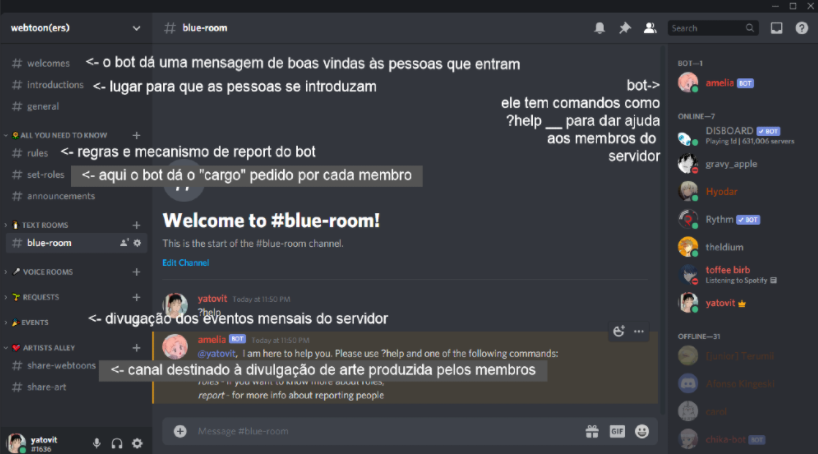 webtoon(ers)
# blue-room
Search
# welcomes
<- o bot dá uma mensagem de boas vindas às pessoas que entram
# introductions
<- lugar para que as pessoas se introduzam
# general
ALL YOU NEED TO KNOW
# rules
<- regras e mecanismo de report do bot
# set-roles
<- aqui o bot dá o "cargo" pedido por cada membro
# announcements
TEXT ROOMS
# blue-room
VOICE ROOMS
REQUESTS
EVENTS
<- divugação dos eventos mensais do servidor
ARTISTS ALLEY
# share-webtoons
<- canal destinado à divulgação de arte produzida pelos membros
# share-art
yatovit
#1636
bot->
ele tem comandos como
?help __ para dar ajuda
aos membros do
servidor
Welcome to #blue-room!
This is the start of the #blue-room channel.
Edit Channel
yatovit Today at 11:50 PM
?help
amelia BOT Today at 11:50 PM
@yatovit, I am here to help you. Please use ?help and one of the following commands:
rules - if you want to know more about rules,
report - for more info about reporting people
Message #blue-room
GIF
BOT—1
amelia BOT
ONLINE—7
DISBOARD BOT
Playing !d | 631,006 servers
gravy_apple
Hyodar
Rythm BOT
theldium
toffee birb
Listening to Spotify
yatovit
OFFLINE—31
BOT